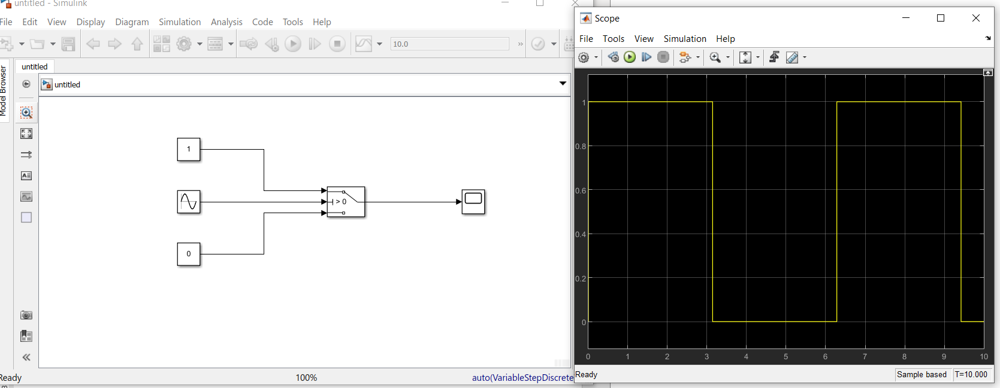 untitled - Simulink
File Edit View Display Diagram Simulation Analysis Code Tools Help
10.0
»
Model Browser
untitled
untitled
1
> 0
0
Ready
100%
auto(VariableStepDiscrete
Scope
File Tools View Simulation Help
1
0.8
0.6
0.4
0.2
0
0 1 2 3 4 5 6 7 8 9 10
Ready
Sample based T=10.000